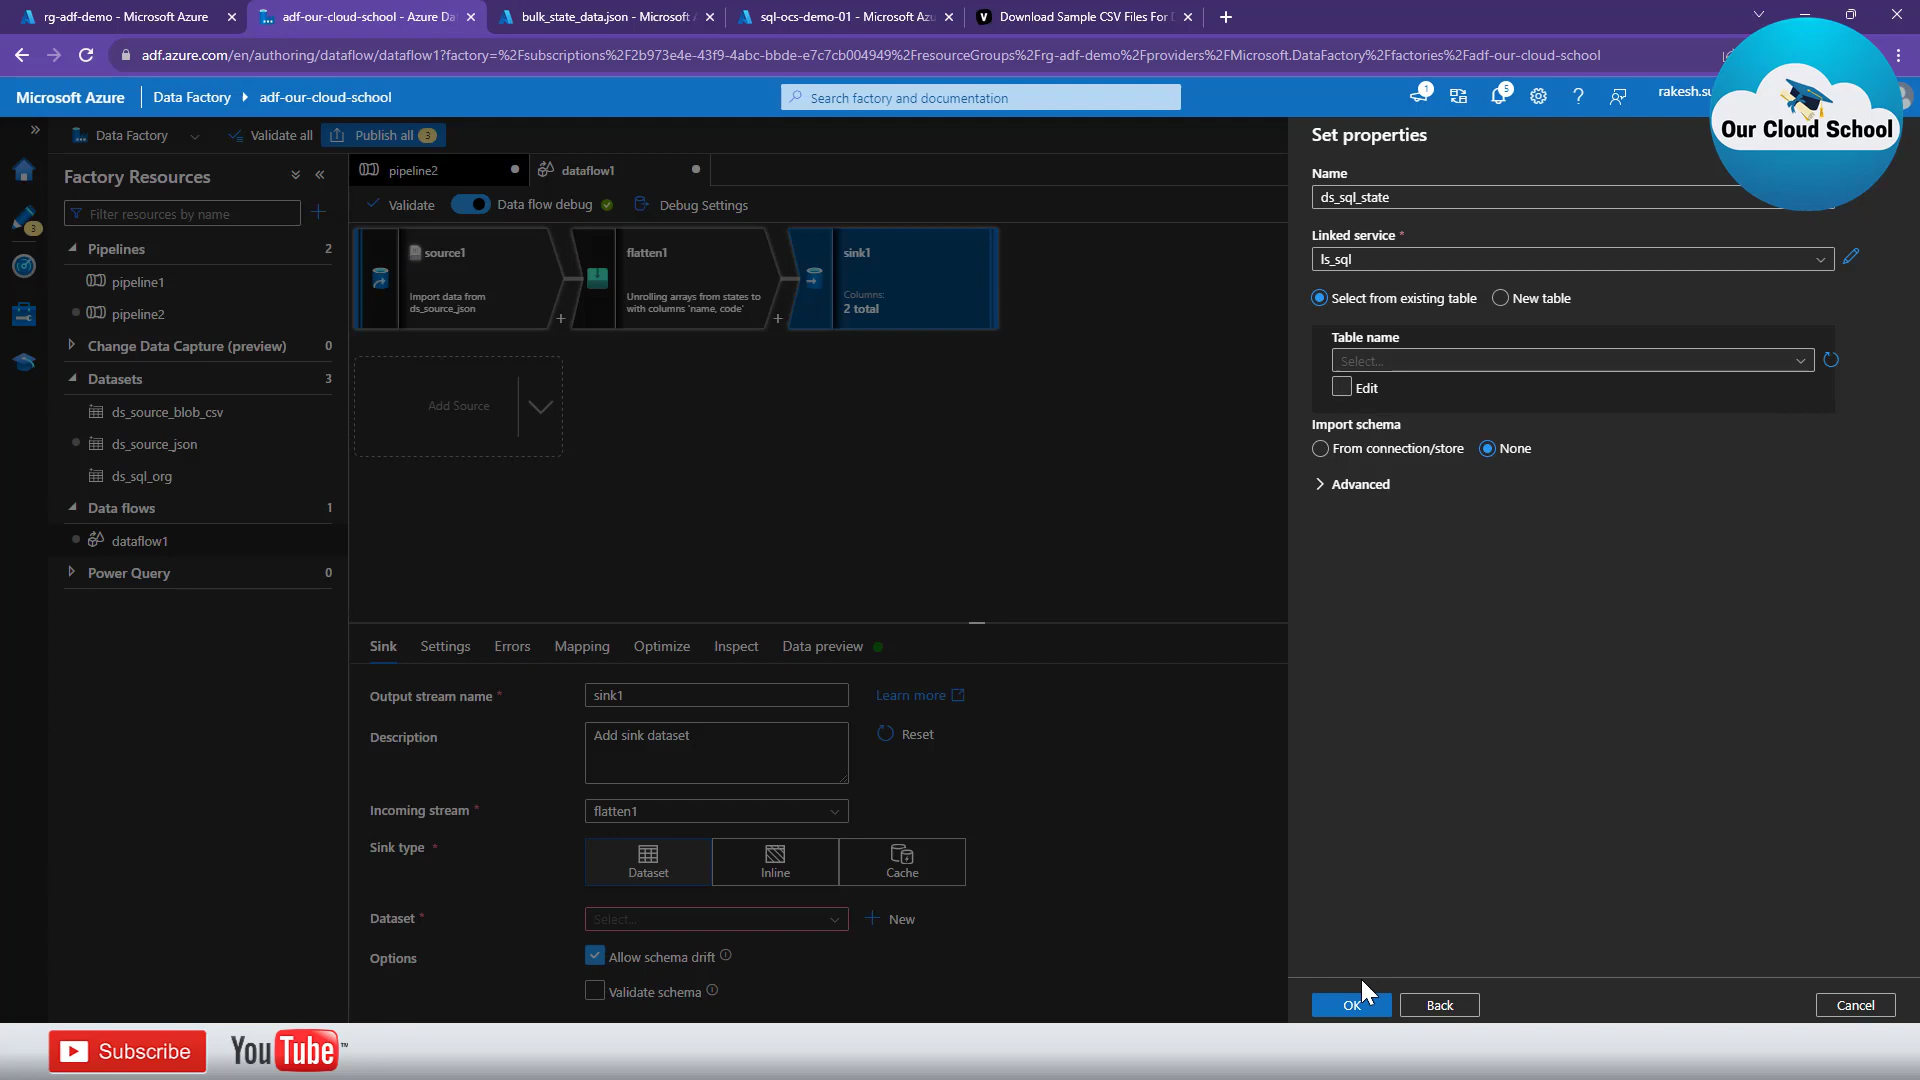 rg-adf-demo - Microsoft Azure
adf-our-cloud-school - Azure Da
bulk_state_data.json - Microsoft A
sql-ocs-demo-01 - Microsoft Azu
Download Sample CSV Files For D
adf.azure.com/en/authoring/dataflow/dataflow1?factory=%2Fsubscriptions%2F2b973e4e-43f9-4abc-bbde-e7c7cb004949%2FresourceGroups%2Frg-adf-demo%2Fproviders%2FMicrosoft.DataFactory%2Ffactories%2Fadf-our-cloud-school
Microsoft Azure
Data Factory
adf-our-cloud-school
Search factory and documentation
1
5
rakesh.su
Our Cloud School
Data Factory
Validate all
Publish all 3
Factory Resources
Filter resources by name
3
Pipelines 2
pipeline1
pipeline2
Change Data Capture (preview) 0
Datasets 3
ds_source_blob_csv
ds_source_json
ds_sql_org
Data flows 1
dataflow1
Power Query 0
pipeline2
dataflow1
Validate
Data flow debug
Debug Settings
source1
Import data from
ds_source_json
+
flatten1
Unrolling arrays from states to
with columns 'name, code'
+
sink1
Columns:
2 total
Add Source
Sink
Settings
Errors
Mapping
Optimize
Inspect
Data preview
Output stream name *
sink1
Learn more
Description
Add sink dataset
Reset
Incoming stream *
flatten1
Sink type *
Dataset
Inline
Cache
Dataset *
Select...
New
Options
Allow schema drift
Validate schema
Set properties
Name
ds_sql_state
Linked service *
ls_sql
Select from existing table
New table
Table name
Select...
Edit
Import schema
From connection/store
None
Advanced
OK
Back
Cancel
Subscribe
YouTube™